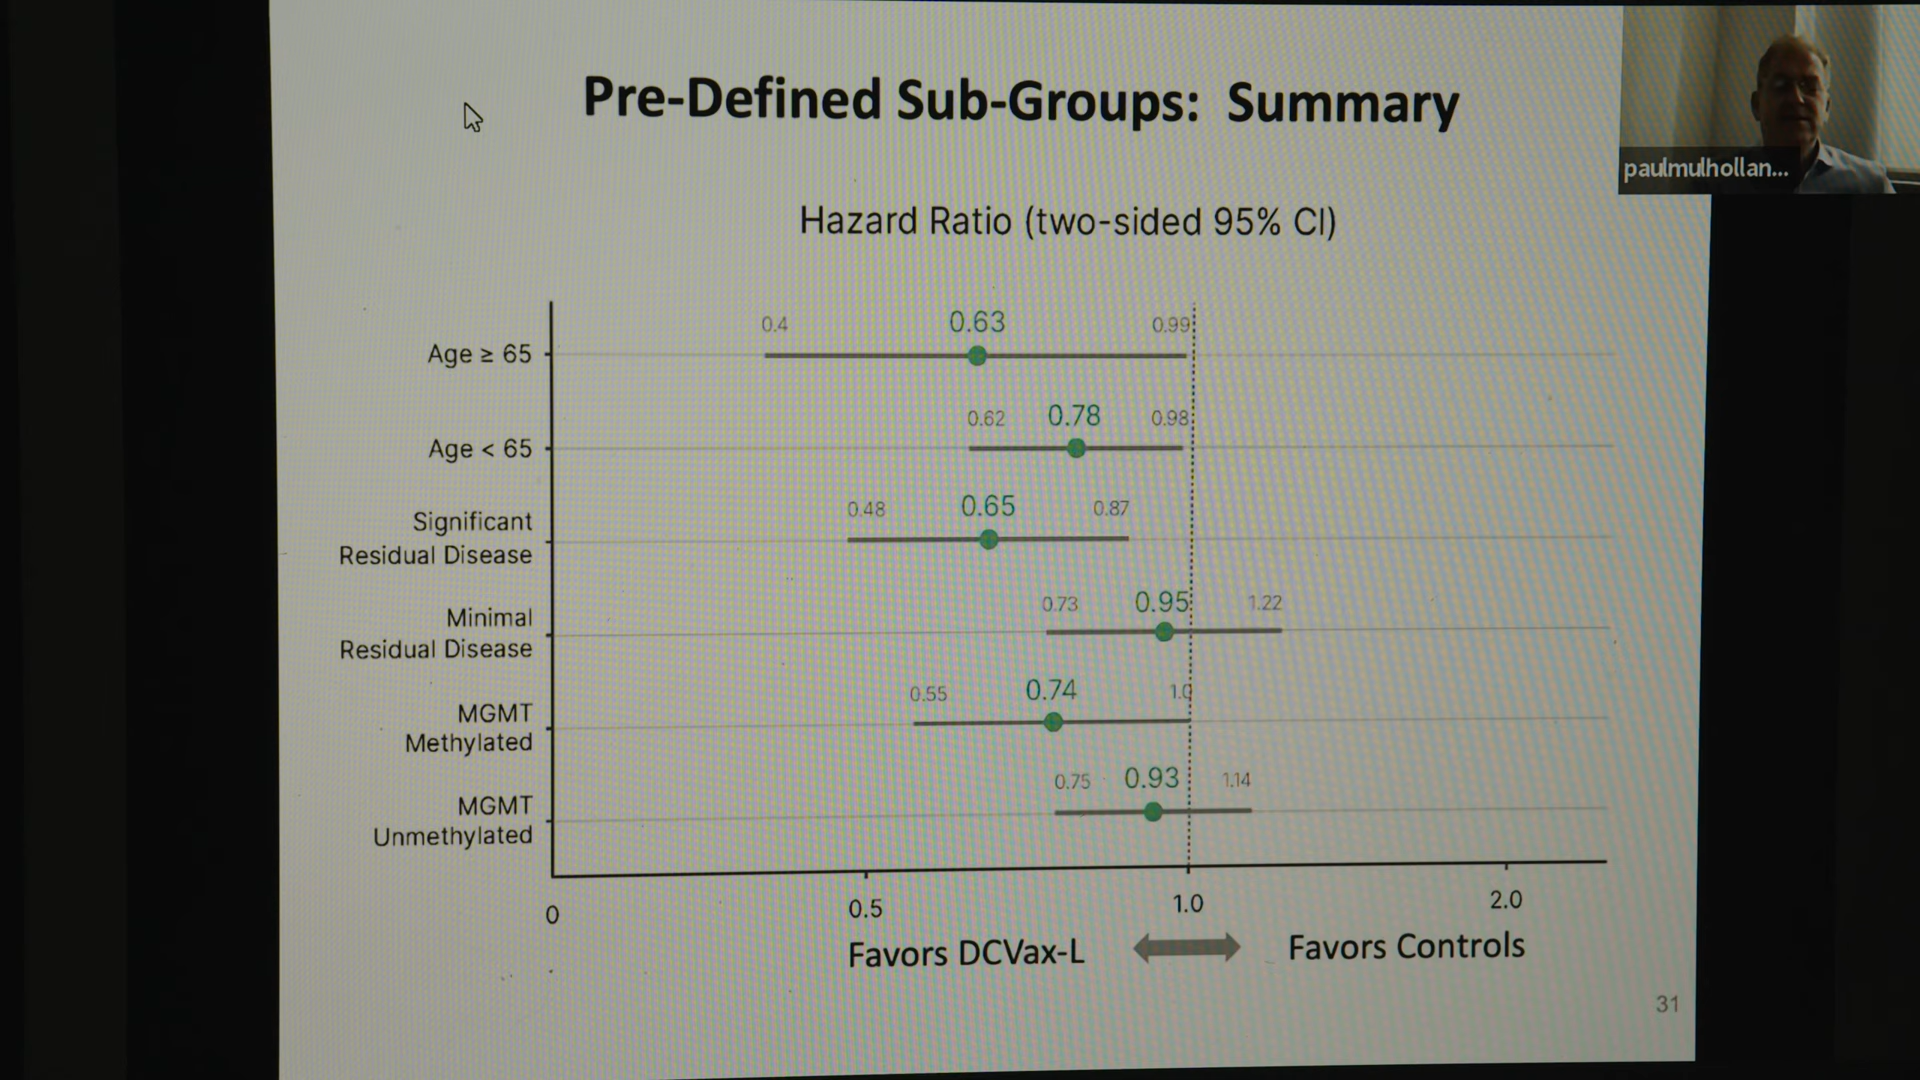 Pre-Defined Sub-Groups: Summary
paulmulhollan...
Hazard Ratio (two-sided 95% CI)
0.4 0.63 0.99
Age ≥ 65
0.62 0.78 0.98
Age < 65
0.48 0.65 0.87
Significant
Residual Disease
0.73 0.95 1.22
Minimal
Residual Disease
0.55 0.74 1.0
MGMT
Methylated
0.75 0.93 1.14
MGMT
Unmethylated
0 0.5 1.0 2.0
Favors DCVax-L Favors Controls
31